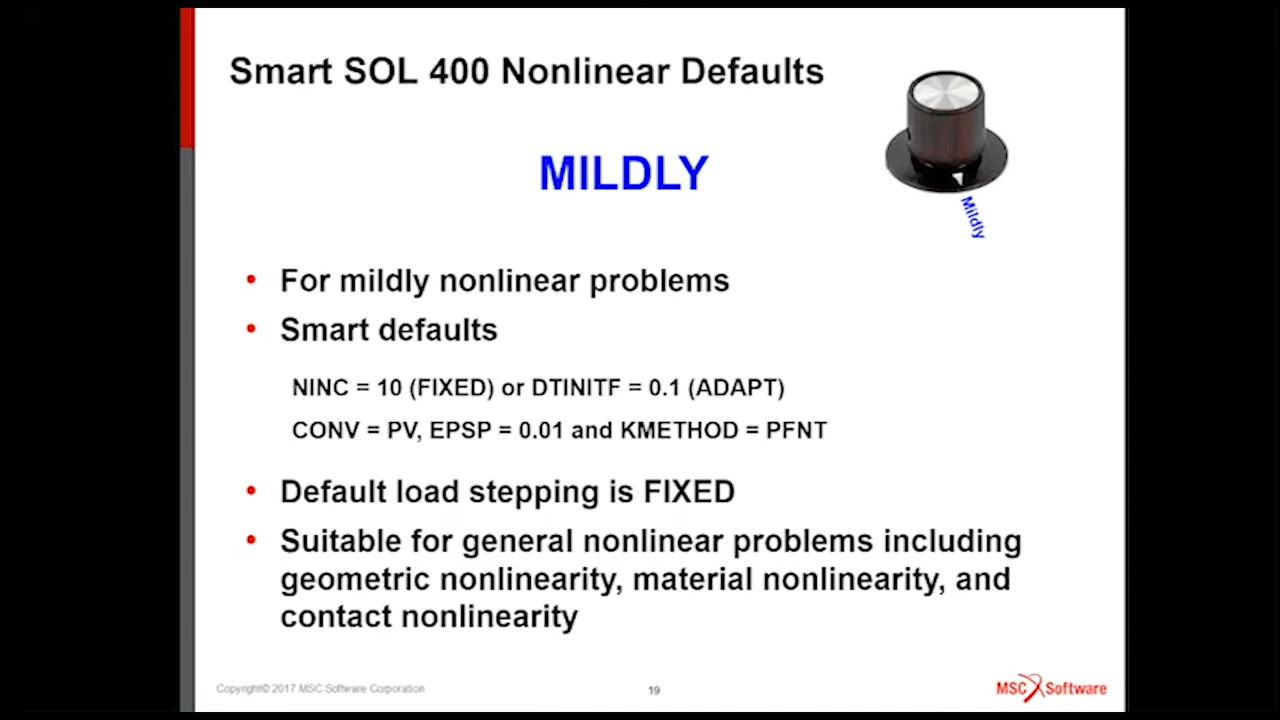 Smart SOL 400 Nonlinear Defaults
MILDLY
Mildly
• For mildly nonlinear problems
• Smart defaults
NINC = 10 (FIXED) or DTINITF = 0.1 (ADAPT)
CONV = PV, EPSP = 0.01 and KMETHOD = PFNT
• Default load stepping is FIXED
• Suitable for general nonlinear problems including
geometric nonlinearity, material nonlinearity, and
contact nonlinearity
Copyright© 2017 MSC Software Corporation
19
MSC Software